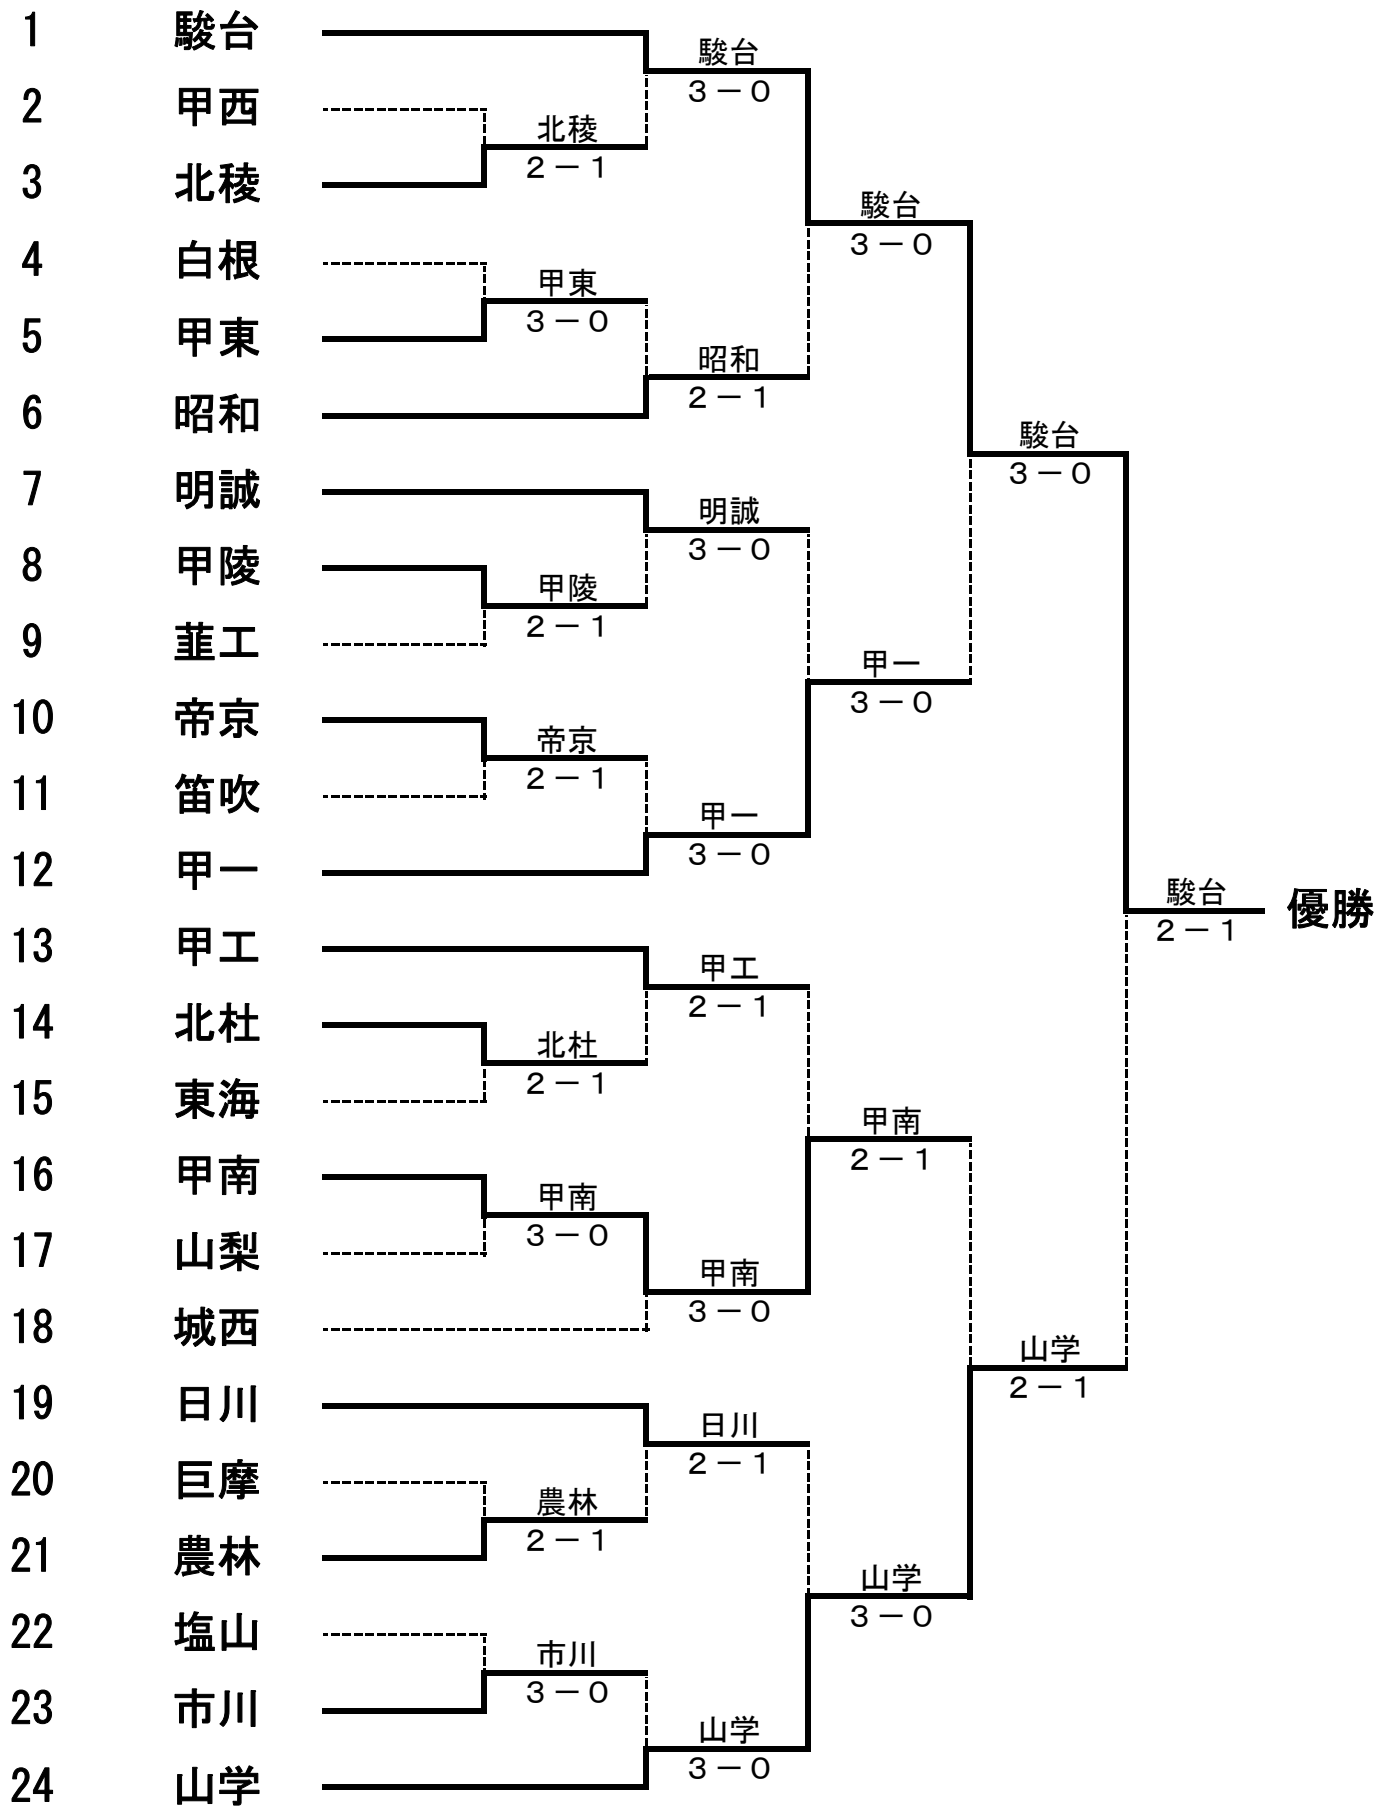 1 駿台
駿台
3－0
2 甲西
北稜
2－1
3 北稜
駿台
3－0
4 白根
甲東
3－0
5 甲東
昭和
2－1
6 昭和
駿台
3－0
7 明誠
明誠
3－0
8 甲陵
甲陵
2－1
9 韮工
甲一
3－0
10 帝京
帝京
2－1
11 笛吹
甲一
3－0
12 甲一
駿台
2－1
優勝
13 甲工
甲工
2－1
14 北杜
北杜
2－1
15 東海
甲南
2－1
16 甲南
甲南
3－0
17 山梨
甲南
3－0
18 城西
山学
2－1
19 日川
日川
2－1
20 巨摩
農林
2－1
21 農林
山学
3－0
22 塩山
市川
3－0
23 市川
山学
3－0
24 山学